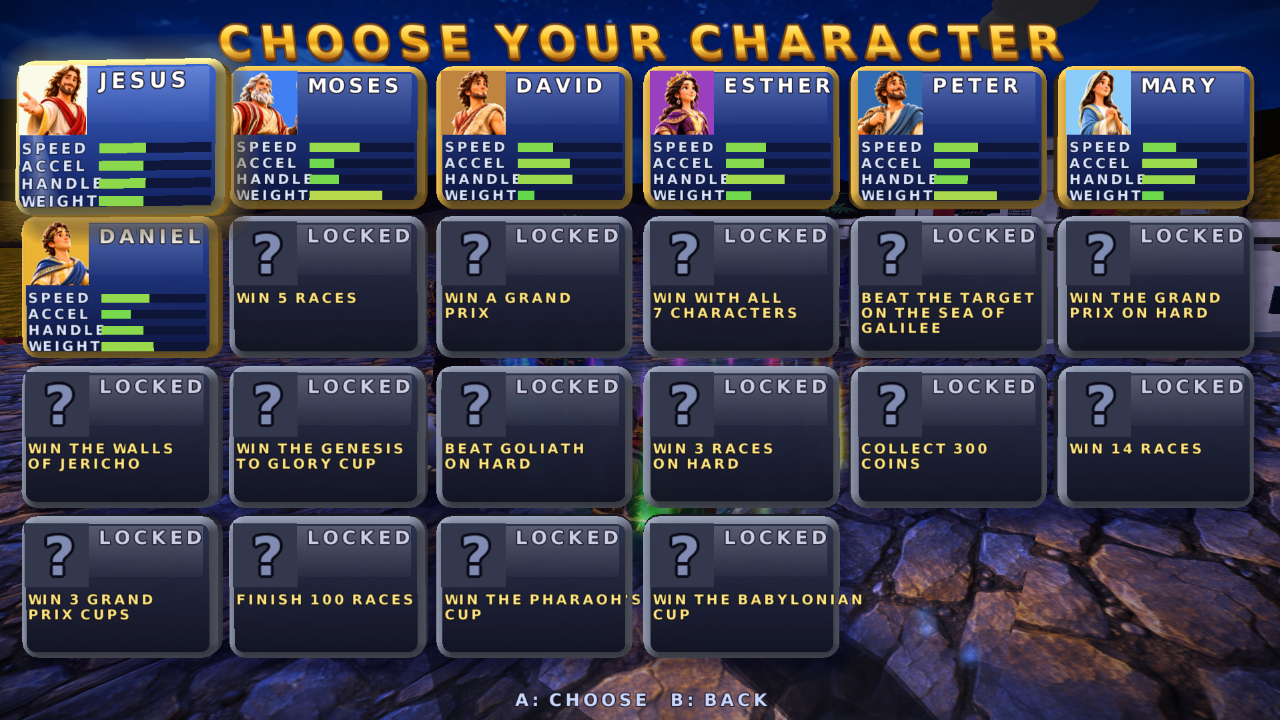 CHOOSE YOUR CHARACTER
JESUS
SPEED
ACCEL
HANDLE
WEIGHT
MOSES
SPEED
ACCEL
HANDLE
WEIGHT
DAVID
SPEED
ACCEL
HANDLE
WEIGHT
ESTHER
SPEED
ACCEL
HANDLE
WEIGHT
PETER
SPEED
ACCEL
HANDLE
WEIGHT
MARY
SPEED
ACCEL
HANDLE
WEIGHT
DANIEL
SPEED
ACCEL
HANDLE
WEIGHT
? LOCKED
WIN 5 RACES
? LOCKED
WIN A GRAND
PRIX
? LOCKED
WIN WITH ALL
7 CHARACTERS
? LOCKED
BEAT THE TARGET
ON THE SEA OF
GALILEE
? LOCKED
WIN THE GRAND
PRIX ON HARD
? LOCKED
WIN THE WALLS
OF JERICHO
? LOCKED
WIN THE GENESIS
TO GLORY CUP
? LOCKED
BEAT GOLIATH
ON HARD
? LOCKED
WIN 3 RACES
ON HARD
? LOCKED
COLLECT 300
COINS
? LOCKED
WIN 14 RACES
? LOCKED
WIN 3 GRAND
PRIX CUPS
? LOCKED
FINISH 100 RACES
? LOCKED
WIN THE PHARAOH'S
CUP
? LOCKED
WIN THE BABYLONIAN
CUP
A: CHOOSE B: BACK